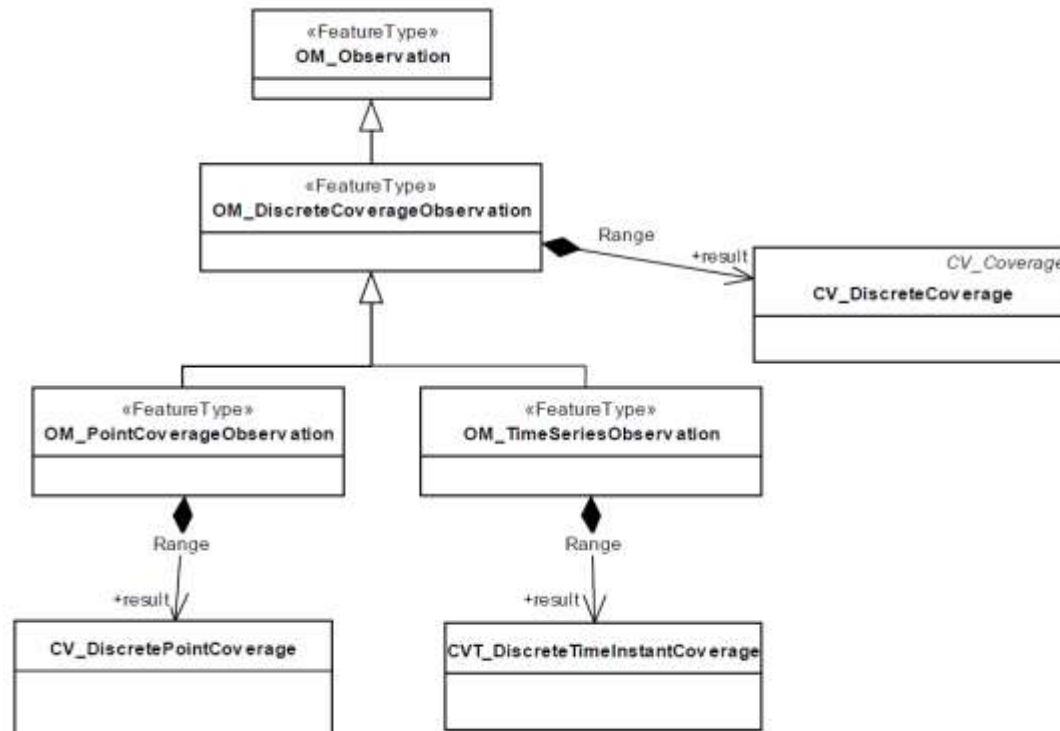 «FeatureType»
OM_Observation
«FeatureType»
OM_DiscreteCoverageObservation
Range
+result
CV_Coverage
CV_DiscreteCoverage
«FeatureType»
OM_PointCoverageObservation
«FeatureType»
OM_TimeSeriesObservation
Range
Range
+result
+result
CV_DiscretePointCoverage
CVT_DiscreteTimeInstantCoverage